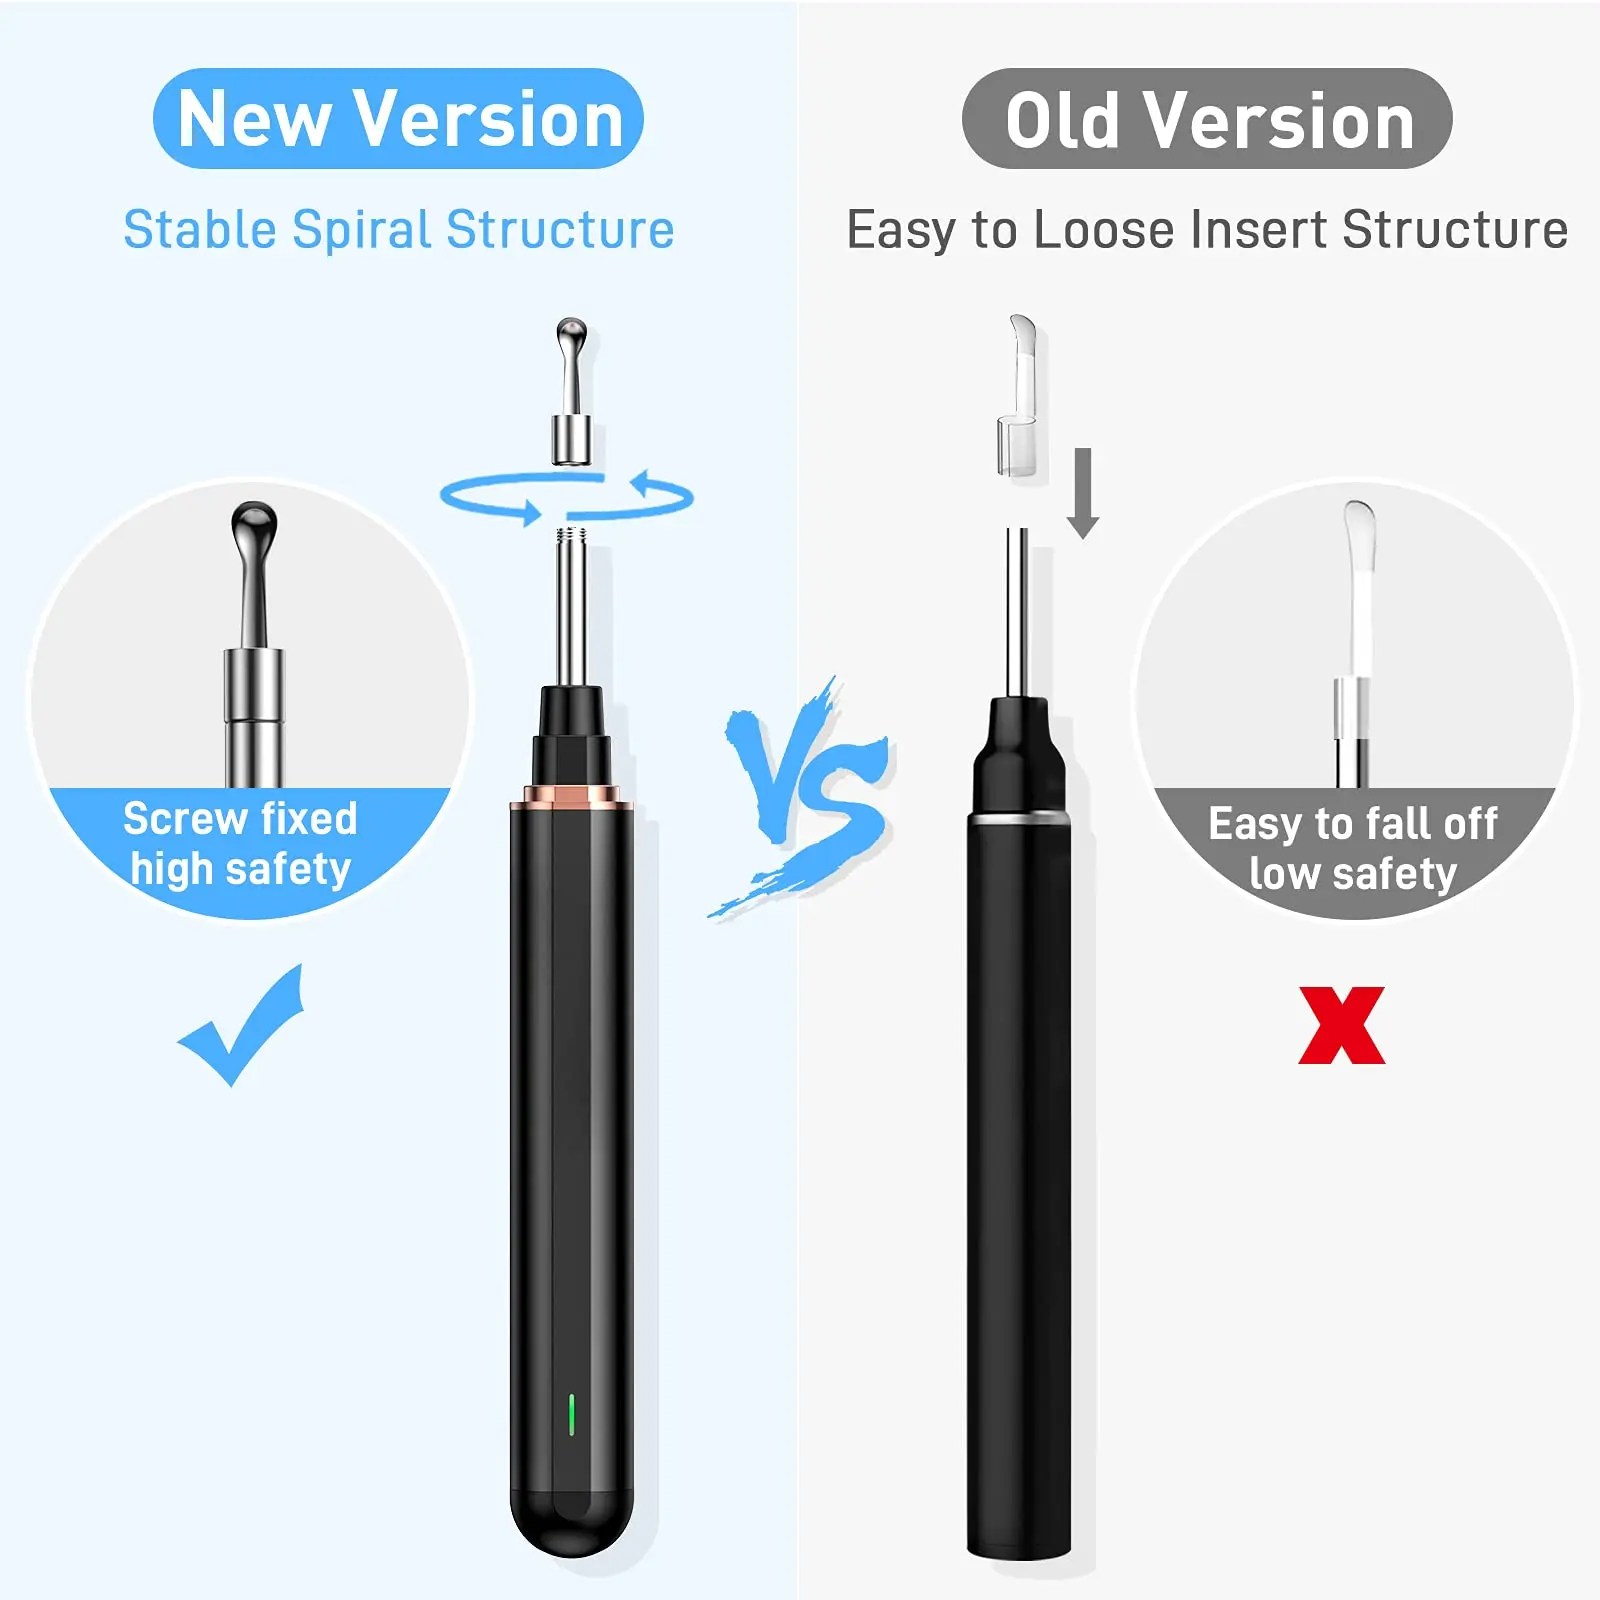 New Version
Stable Spiral Structure
Screw fixed
high safety
VS
Old Version
Easy to Loose Insert Structure
Easy to fall off
low safety
X